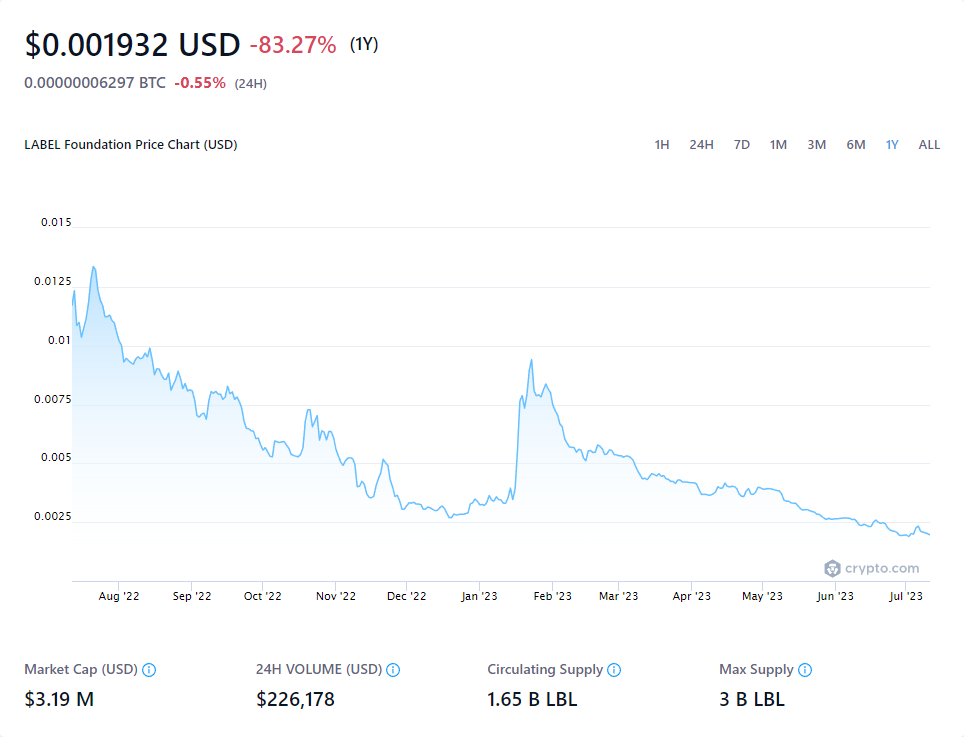 $0.001932 USD -83.27% (1Y)
0.00000006297 BTC -0.55% (24H)
LABEL Foundation Price Chart (USD)
1H 24H 7D 1M 3M 6M 1Y ALL
0.015
0.0125
0.01
0.0075
0.005
0.0025
crypto.com
Aug '22 Sep '22 Oct '22 Nov '22 Dec '22 Jan '23 Feb '23 Mar '23 Apr '23 May '23 Jun '23 Jul '23
Market Cap (USD) 24H VOLUME (USD) Circulating Supply Max Supply
$3.19 M $226,178 1.65 B LBL 3 B LBL